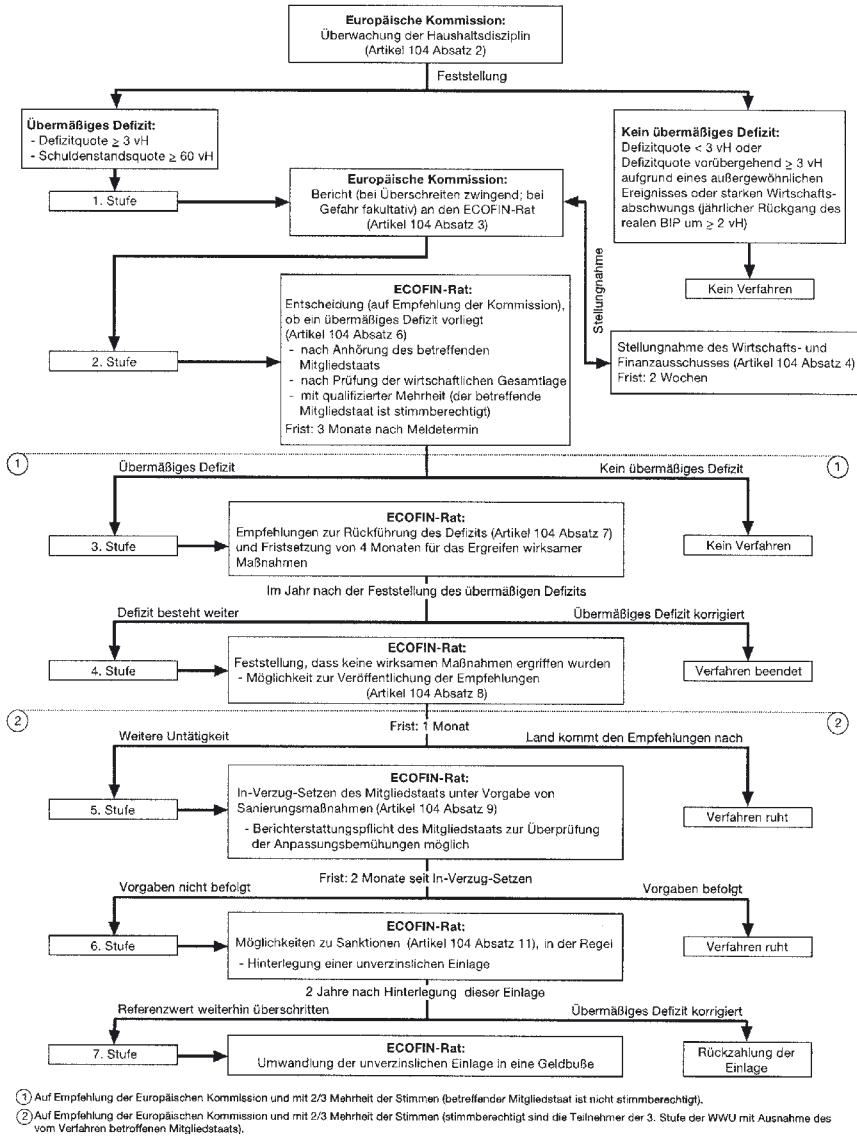 Europäische Kommission:
Überwachung der Haushaltsdisziplin
(Artikel 104 Absatz 2)
Feststellung
Übermäßiges Defizit:
- Defizitquote ≥ 3 vH
- Schuldenstandsquote ≥ 60 vH
Kein übermäßiges Defizit:
Defizitquote < 3 vH oder
Defizitquote vorübergehend ≥ 3 vH
aufgrund eines außergewöhnlichen
Ereignisses oder starken Wirtschafts-
abschwungs (jährlicher Rückgang des
realen BIP um ≥ 2 vH)
1. Stufe
Europäische Kommission:
Bericht (bei Überschreiten zwingend; bei
Gefahr fakultativ) an den ECOFIN-Rat
(Artikel 104 Absatz 3)
Kein Verfahren
Stellungnahme
2. Stufe
ECOFIN-Rat:
Entscheidung (auf Empfehlung der Kommission),
ob ein übermäßiges Defizit vorliegt
(Artikel 104 Absatz 6)
- nach Anhörung des betreffenden
Mitgliedstaats
- nach Prüfung der wirtschaftlichen Gesamtlage
- mit qualifizierter Mehrheit (der betreffende
Mitgliedstaat ist stimmberechtigt)
Frist: 3 Monate nach Meldetermin
Stellungnahme des Wirtschafts- und
Finanzausschusses (Artikel 104 Absatz 4)
Frist: 2 Wochen
1 1
Übermäßiges Defizit Kein übermäßiges Defizit
3. Stufe
ECOFIN-Rat:
Empfehlungen zur Rückführung des Defizits (Artikel 104 Absatz 7)
und Fristsetzung von 4 Monaten für das Ergreifen wirksamer
Maßnahmen
Kein Verfahren
Im Jahr nach der Feststellung des übermäßigen Defizits
Defizit besteht weiter Übermäßiges Defizit korrigiert
4. Stufe
ECOFIN-Rat:
Feststellung, dass keine wirksamen Maßnahmen ergriffen wurden
- Möglichkeit zur Veröffentlichung der Empfehlungen
(Artikel 104 Absatz 8)
Verfahren beendet
2 2
Frist: 1 Monat
Weitere Untätigkeit Land kommt den Empfehlungen nach
5. Stufe
ECOFIN-Rat:
In-Verzug-Setzen des Mitgliedstaats unter Vorgabe von
Sanierungsmaßnahmen (Artikel 104 Absatz 9)
- Berichterstattungspflicht des Mitgliedstaats zur Überprüfung
der Anpassungsbemühungen möglich
Verfahren ruht
Frist: 2 Monate seit In-Verzug-Setzen
Vorgaben nicht befolgt Vorgaben befolgt
6. Stufe
ECOFIN-Rat:
Möglichkeiten zu Sanktionen (Artikel 104 Absatz 11), in der Regel
- Hinterlegung einer unverzinslichen Einlage
Verfahren ruht
2 Jahre nach Hinterlegung dieser Einlage
Referenzwert weiterhin überschritten Übermäßiges Defizit korrigiert
7. Stufe
ECOFIN-Rat:
Umwandlung der unverzinslichen Einlage in eine Geldbuße
Rückzahlung der
Einlage
1 Auf Empfehlung der Europäischen Kommission und mit 2/3 Mehrheit der Stimmen (betreffender Mitgliedstaat ist nicht stimmberechtigt).
2 Auf Empfehlung der Europäischen Kommission und mit 2/3 Mehrheit der Stimmen (stimmberechtigt sind die Teilnehmer der 3. Stufe der WWU mit Ausnahme des
vom Verfahren betroffenen Mitgliedstaats).